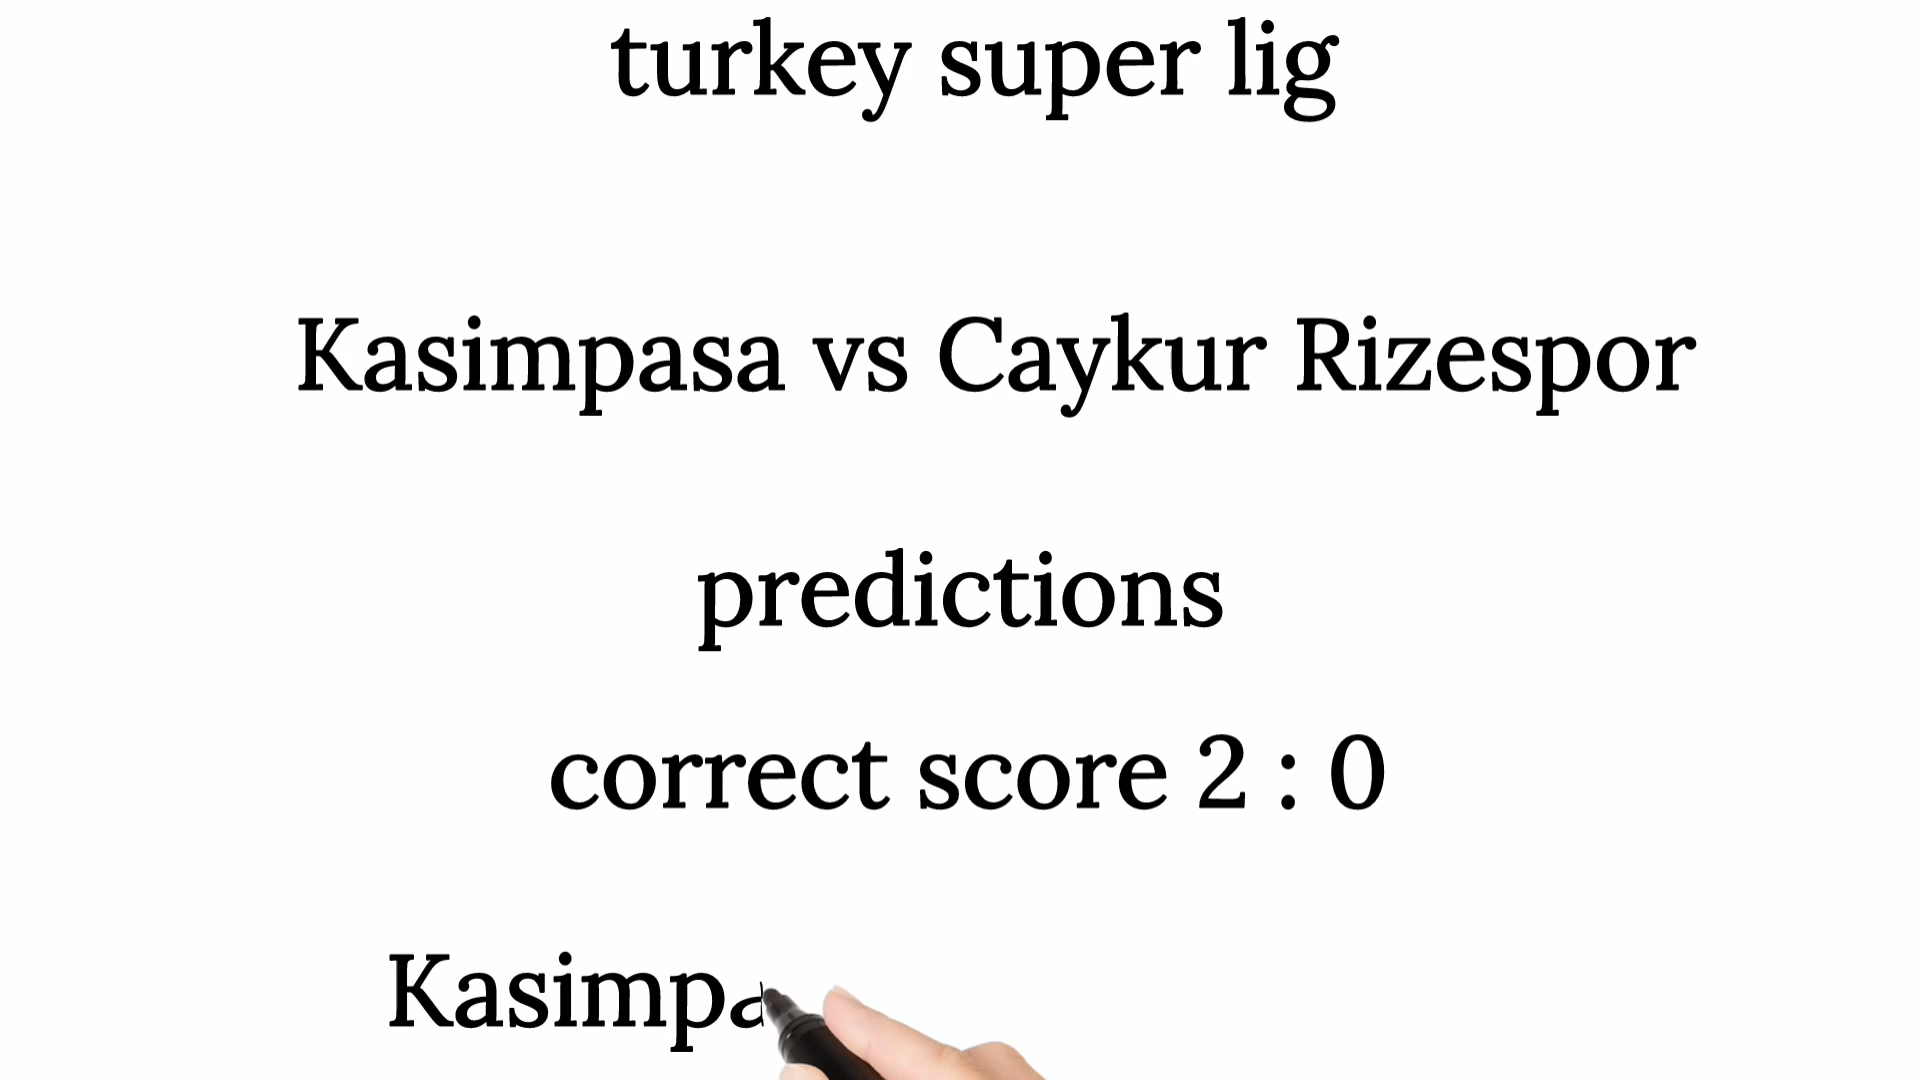 turkey super lig
Kasimpasa vs Caykur Rizespor
predictions
correct score 2 : 0
Kasimpa